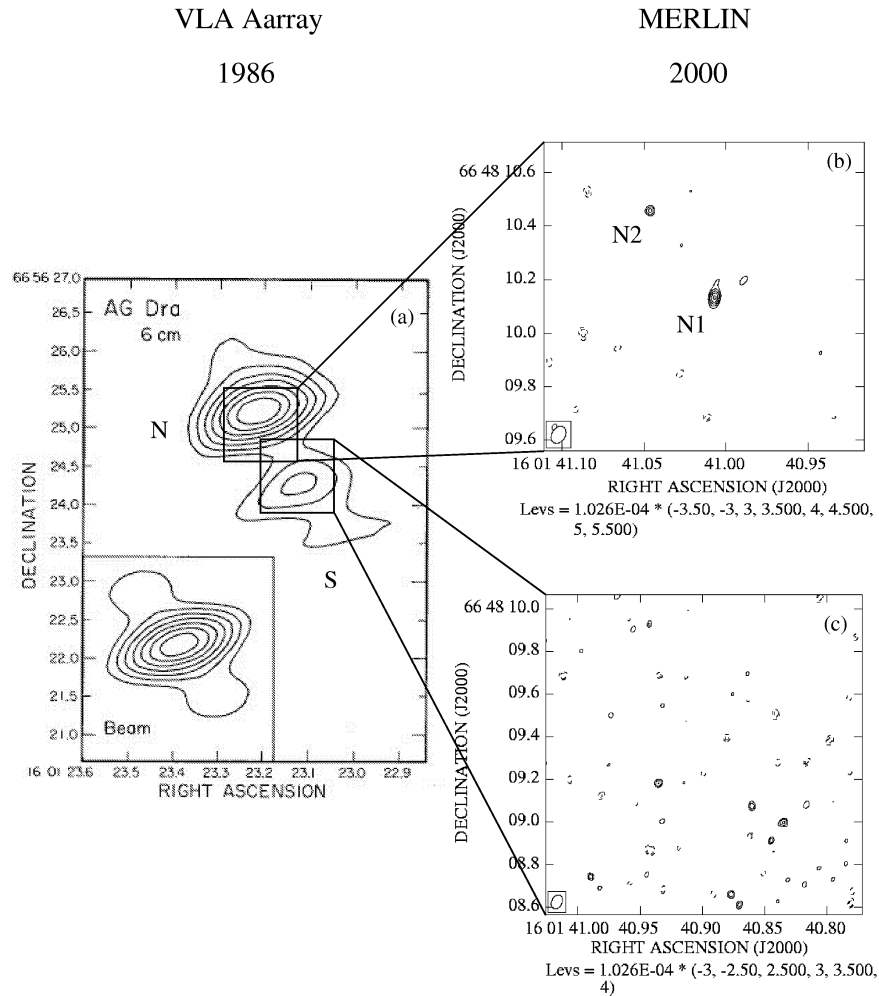 VLA Aarray
1986
MERLIN
2000
AG Dra
6 cm
(a)
N
S
Beam
DECLINATION
66 56 27.0
26.5
26.0
25.5
25.0
24.5
24.0
23.5
23.0
22.5
22.0
21.5
21.0
16 01 23.6 23.5 23.4 23.3 23.2 23.1 23.0 22.9
RIGHT ASCENSION
(b)
N2
N1
DECLINATION (J2000)
66 48 10.6
10.4
10.2
10.0
09.8
09.6
16 01 41.10 41.05 41.00 40.95
RIGHT ASCENSION (J2000)
Levs = 1.026E-04 * (-3.50, -3, 3, 3.500, 4, 4.500,
5, 5.500)
(c)
DECLINATION (J2000)
66 48 10.0
09.8
09.6
09.4
09.2
09.0
08.8
08.6
16 01 41.00 40.95 40.90 40.85 40.80
RIGHT ASCENSION (J2000)
Levs = 1.026E-04 * (-3, -2.50, 2.500, 3, 3.500,
4)